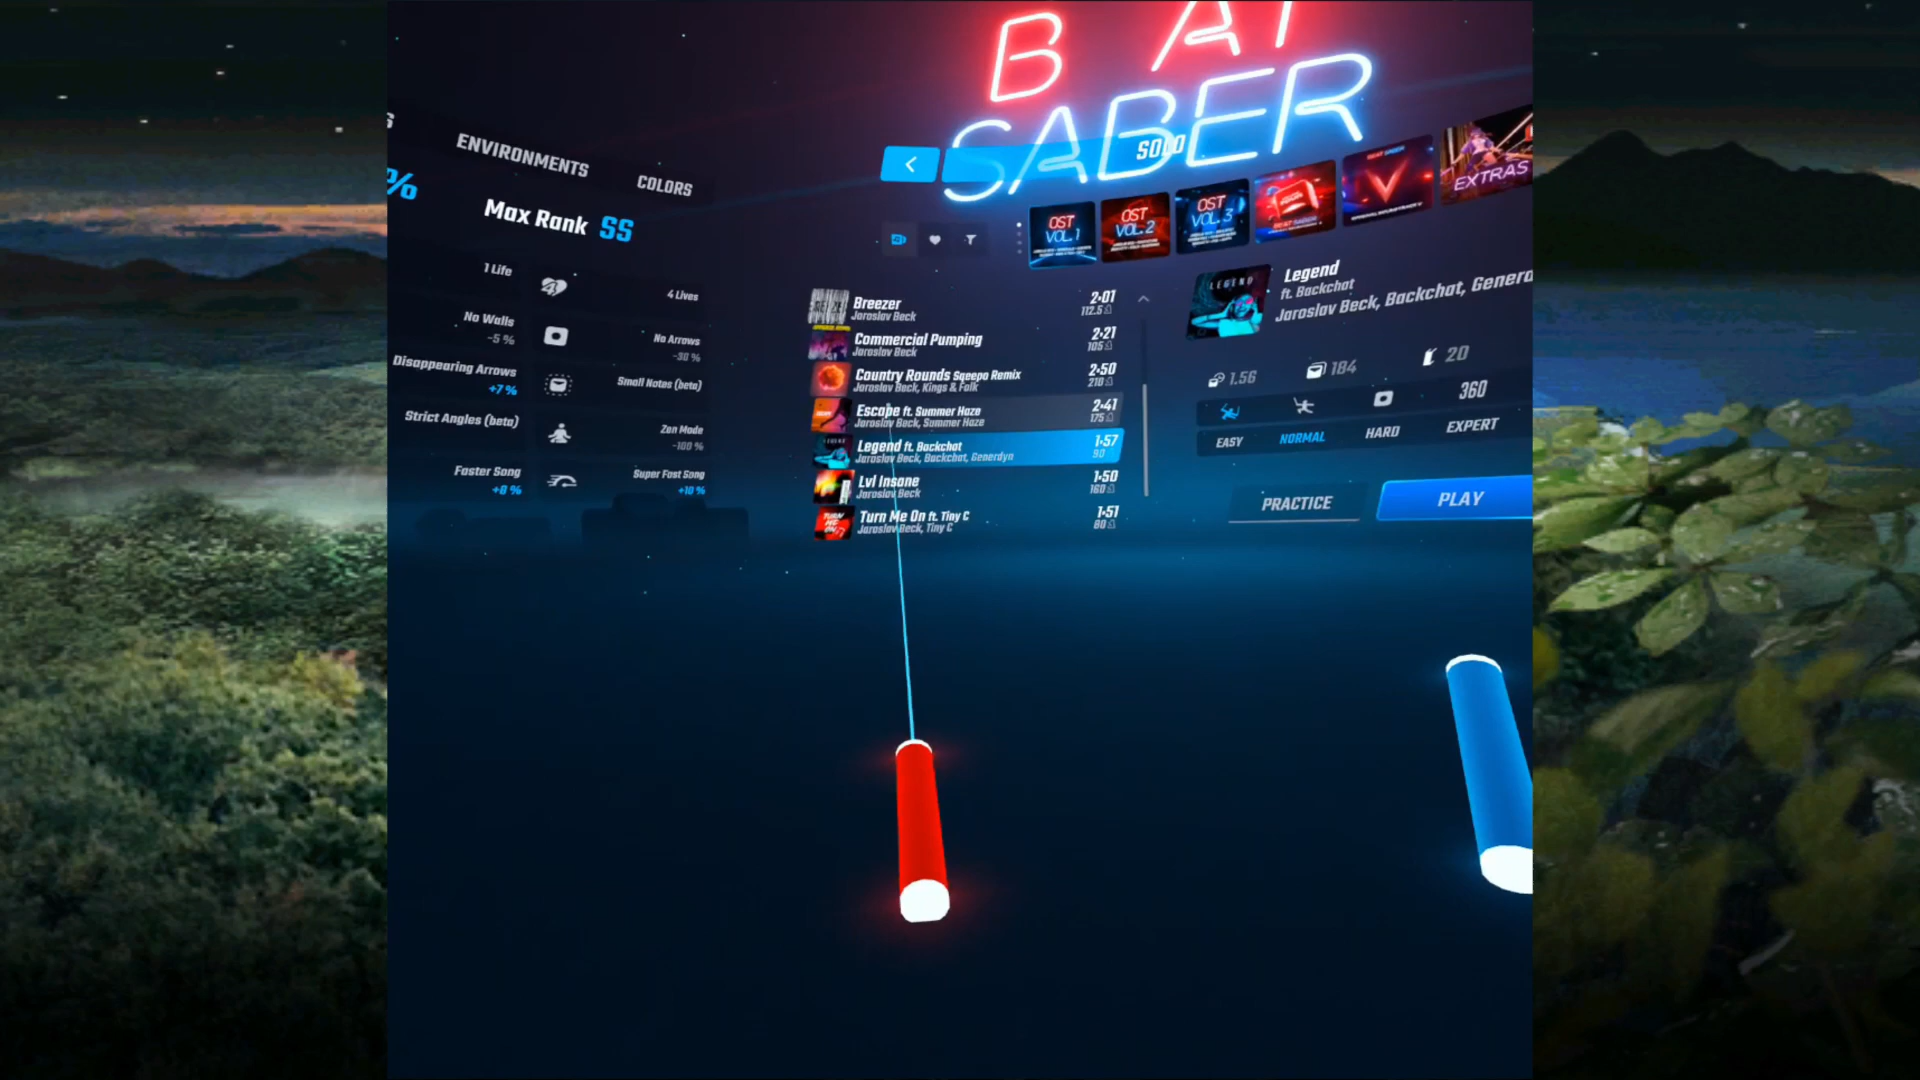 B AT
SABER
SOLO
S
ENVIRONMENTS
COLORS
%
Max Rank SS
1 Life
4 Lives
No Walls
-5 %
No Arrows
-30 %
Disappearing Arrows
+7 %
Small Notes (beta)
Strict Angles (beta)
Zen Mode
-100 %
Faster Song
+8 %
Super Fast Song
+10 %
OST
VOL.1
OST
VOL.2
OST
VOL.3
BEAT SABER
EXTRAS
Breezer
Jaroslav Beck
2:01
112.5
Commercial Pumping
Jaroslav Beck
2:21
105
Country Rounds Sqeepo Remix
Jaroslav Beck, Kings & Folk
2:50
210
Escape ft. Summer Haze
Jaroslav Beck, Summer Haze
2:41
175
Legend ft. Backchat
Jaroslav Beck, Backchat, Generdyn
1:57
90
Lvl Insane
Jaroslav Beck
1:50
160
Turn Me On ft. Tiny C
Jaroslav Beck, Tiny C
1:51
80
LEGEND
Legend
ft. Backchat
Jaroslav Beck, Backchat, Generd
1.56
184
20
360
EASY
NORMAL
HARD
EXPERT
PRACTICE
PLAY